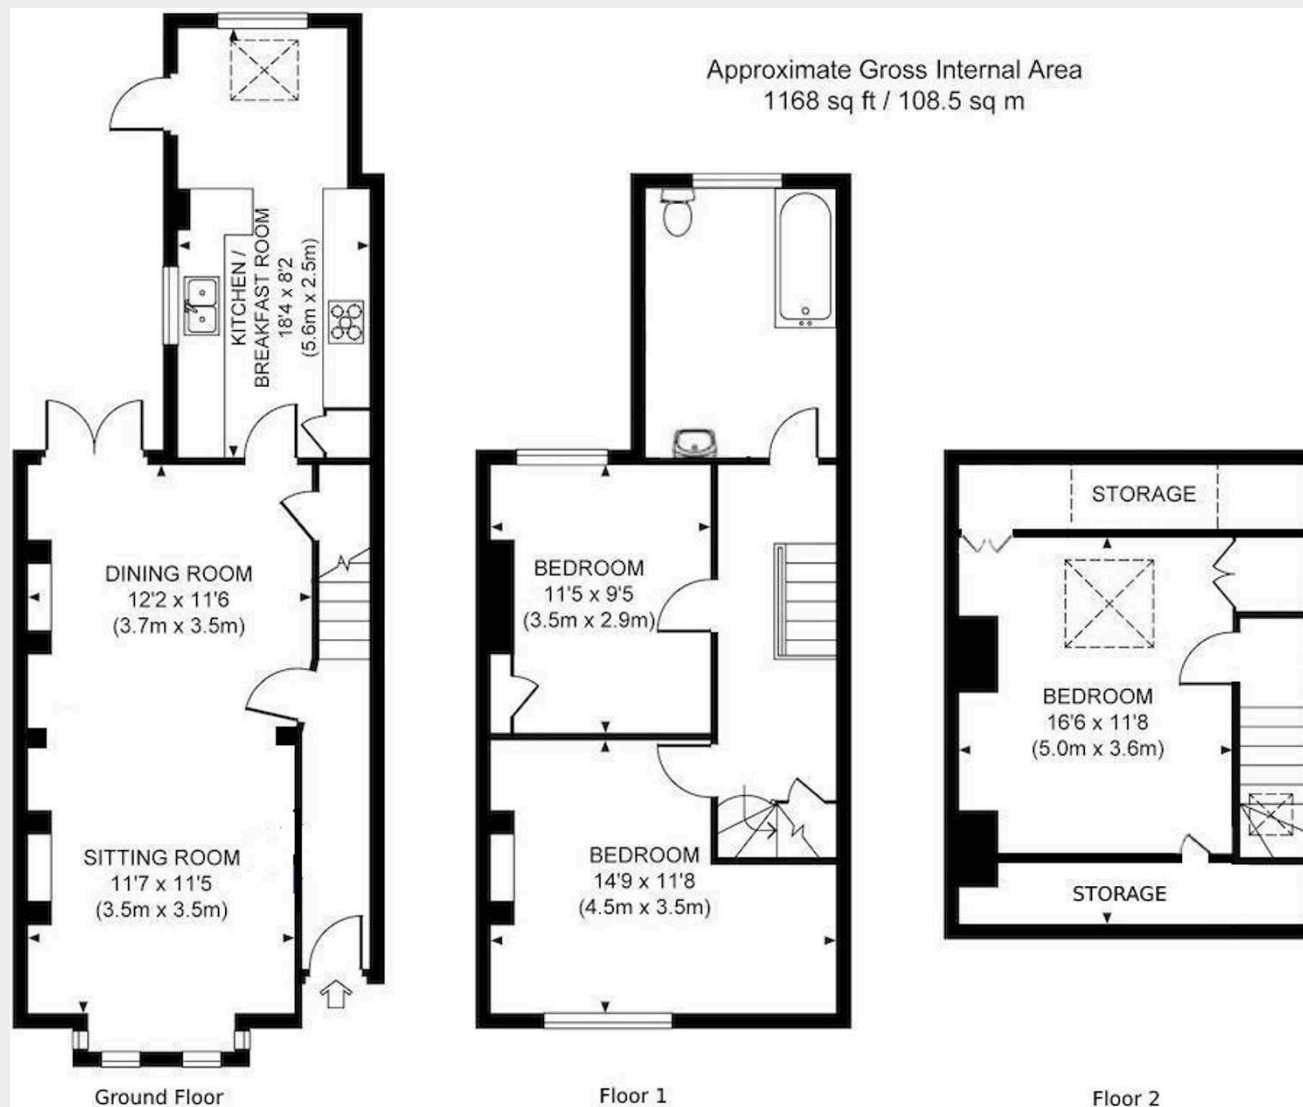 Approximate Gross Internal Area
1168 sq ft / 108.5 sq m
KITCHEN /
BREAKFAST ROOM
18'4 x 8'2
(5.6m x 2.5m)
DINING ROOM
12'2 x 11'6
(3.7m x 3.5m)
SITTING ROOM
11'7 x 11'5
(3.5m x 3.5m)
Ground Floor
BEDROOM
11'5 x 9'5
(3.5m x 2.9m)
BEDROOM
14'9 x 11'8
(4.5m x 3.5m)
Floor 1
STORAGE
BEDROOM
16'6 x 11'8
(5.0m x 3.6m)
STORAGE
Floor 2